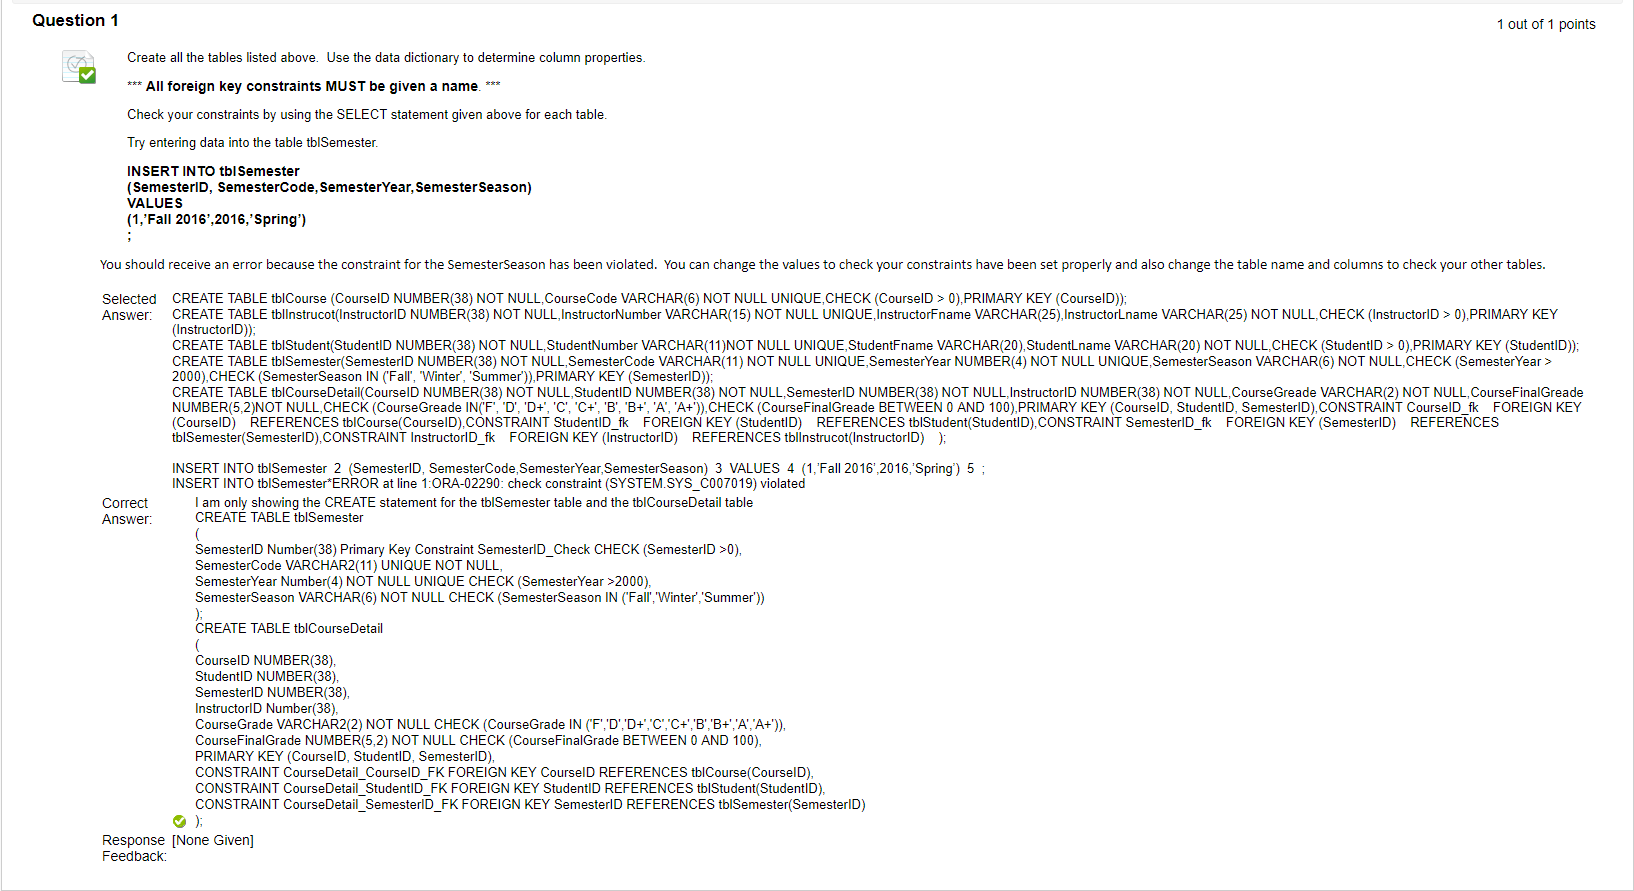 Question 1
1 out of 1 points
Create all the tables listed above.  Use the data dictionary to determine column properties.
*** All foreign key constraints MUST be given a name. ***
Check your constraints by using the SELECT statement given above for each table.
Try entering data into the table tblSemester.
INSERT INTO tblSemester
(SemesterID, SemesterCode,SemesterYear,SemesterSeason)
VALUES
(1,’Fall 2016’,2016,’Spring’)
;
You should receive an error because the constraint for the SemesterSeason has been violated.  You can change the values to check your constraints have been set properly and also change the table name and columns to check your other tables.
Selected Answer:
CREATE TABLE tblCourse (CourseID NUMBER(38) NOT NULL,CourseCode VARCHAR(6) NOT NULL UNIQUE,CHECK (CourseID > 0),PRIMARY KEY (CourseID));
CREATE TABLE tblInstrucot(InstructorID NUMBER(38) NOT NULL,InstructorNumber VARCHAR(15) NOT NULL UNIQUE,InstructorFname VARCHAR(25),InstructorLname VARCHAR(25) NOT NULL,CHECK (InstructorID > 0),PRIMARY KEY
(InstructorID));
CREATE TABLE tblStudent(StudentID NUMBER(38) NOT NULL,StudentNumber VARCHAR(11)NOT NULL UNIQUE,StudentFname VARCHAR(20),StudentLname VARCHAR(20) NOT NULL,CHECK (StudentID > 0),PRIMARY KEY (StudentID));
CREATE TABLE tblSemester(SemesterID NUMBER(38) NOT NULL,SemesterCode VARCHAR(11) NOT NULL UNIQUE,SemesterYear NUMBER(4) NOT NULL UNIQUE,SemesterSeason VARCHAR(6) NOT NULL,CHECK (SemesterYear >
2000),CHECK (SemesterSeason IN ('Fall', 'Winter', 'Summer')),PRIMARY KEY (SemesterID));
CREATE TABLE tblCourseDetail(CourseID NUMBER(38) NOT NULL,StudentID NUMBER(38) NOT NULL,SemesterID NUMBER(38) NOT NULL,InstructorID NUMBER(38) NOT NULL,CourseGreade VARCHAR(2) NOT NULL,CourseFinalGreade
NUMBER(5,2)NOT NULL,CHECK (CourseGreade IN('F', 'D', 'D+', 'C', 'C+', 'B', 'B+', 'A', 'A+')),CHECK (CourseFinalGreade BETWEEN 0 AND 100),PRIMARY KEY (CourseID, StudentID, SemesterID),CONSTRAINT CourseID_fk    FOREIGN KEY
(CourseID)    REFERENCES tblCourse(CourseID),CONSTRAINT StudentID_fk    FOREIGN KEY (StudentID)    REFERENCES tblStudent(StudentID),CONSTRAINT SemesterID_fk    FOREIGN KEY (SemesterID)    REFERENCES
tblSemester(SemesterID),CONSTRAINT InstructorID_fk    FOREIGN KEY (InstructorID)    REFERENCES tblInstrucot(InstructorID)    );
INSERT INTO tblSemester  2  (SemesterID, SemesterCode,SemesterYear,SemesterSeason)  3  VALUES  4  (1,'Fall 2016',2016,'Spring')  5  ;
INSERT INTO tblSemester*ERROR at line 1:ORA-02290: check constraint (SYSTEM.SYS_C007019) violated
Correct Answer:
I am only showing the CREATE statement for the tblSemester table and the tblCourseDetail table
CREATE TABLE tblSemester
(
SemesterID Number(38) Primary Key Constraint SemesterID_Check CHECK (SemesterID >0),
SemesterCode VARCHAR2(11) UNIQUE NOT NULL,
SemesterYear Number(4) NOT NULL UNIQUE CHECK (SemesterYear >2000),
SemesterSeason VARCHAR(6) NOT NULL CHECK (SemesterSeason IN ('Fall','Winter','Summer'))
);
CREATE TABLE tblCourseDetail
(
CourseID NUMBER(38),
StudentID NUMBER(38),
SemesterID NUMBER(38),
InstructorID Number(38),
CourseGrade VARCHAR2(2) NOT NULL CHECK (CourseGrade IN ('F','D','D+','C','C+','B','B+','A','A+')),
CourseFinalGrade NUMBER(5,2) NOT NULL CHECK (CourseFinalGrade BETWEEN 0 AND 100),
PRIMARY KEY (CourseID, StudentID, SemesterID),
CONSTRAINT CourseDetail_CourseID_FK FOREIGN KEY CourseID REFERENCES tblCourse(CourseID),
CONSTRAINT CourseDetail_StudentID_FK FOREIGN KEY StudentID REFERENCES tblStudent(StudentID),
CONSTRAINT CourseDetail_SemesterID_FK FOREIGN KEY SemesterID REFERENCES tblSemester(SemesterID)
);
Response Feedback:
[None Given]